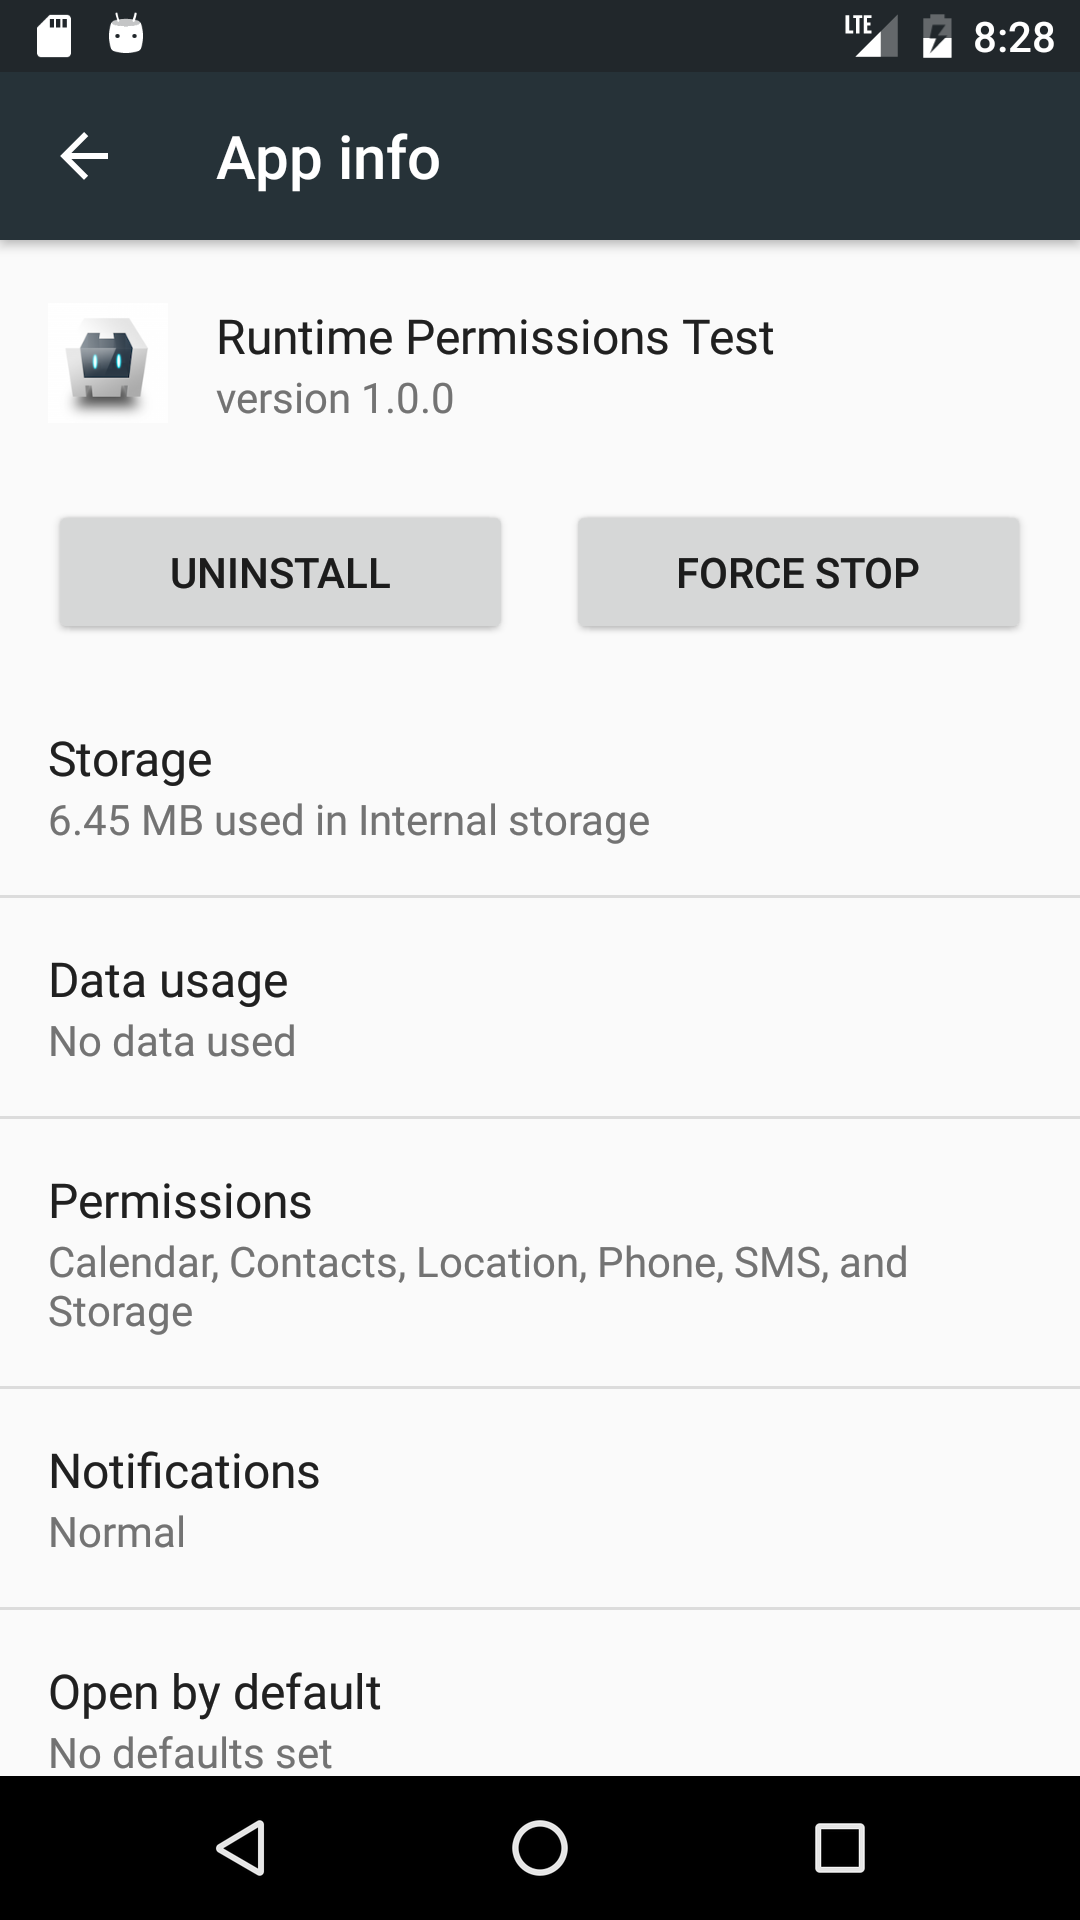 LTE 8:28
App info
Runtime Permissions Test
version 1.0.0
UNINSTALL FORCE STOP
Storage
6.45 MB used in Internal storage
Data usage
No data used
Permissions
Calendar, Contacts, Location, Phone, SMS, and
Storage
Notifications
Normal
Open by default
No defaults set